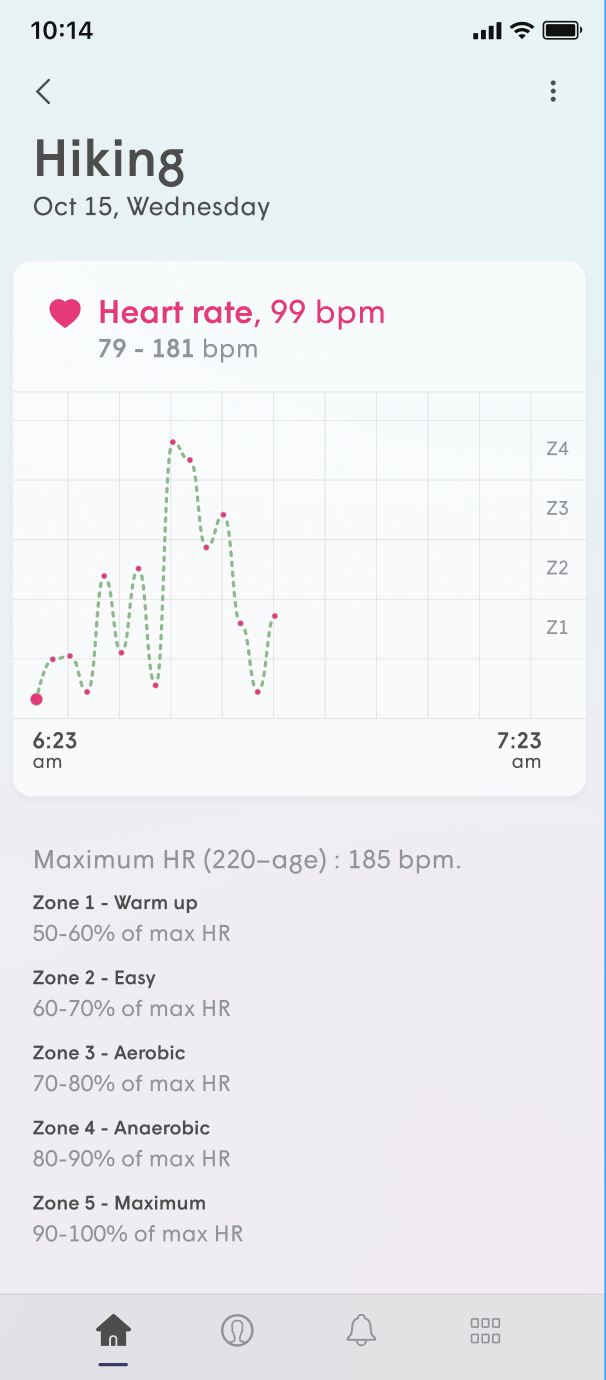 10:14
Hiking
Oct 15, Wednesday
Heart rate, 99 bpm
79 - 181 bpm
Z4
Z3
Z2
Z1
6:23 am
7:23 am
Maximum HR (220–age) : 185 bpm.
Zone 1 - Warm up
50-60% of max HR
Zone 2 - Easy
60-70% of max HR
Zone 3 - Aerobic
70-80% of max HR
Zone 4 - Anaerobic
80-90% of max HR
Zone 5 - Maximum
90-100% of max HR